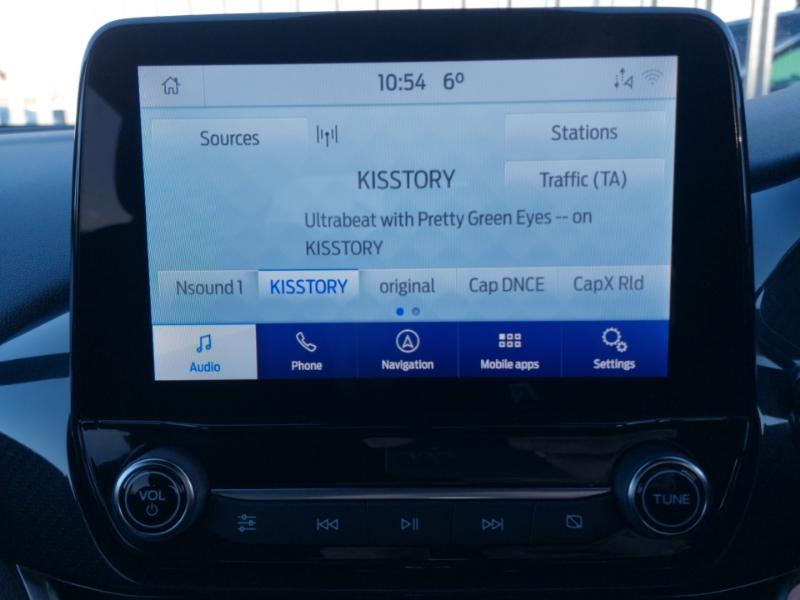 10:54 6º
Sources
Stations
KISSTORY
Traffic (TA)
Ultrabeat with Pretty Green Eyes -- on
KISSTORY
Nsound 1 KISSTORY original Cap DNCE CapX Rld
Audio Phone Navigation Mobile apps Settings
VOL TUNE